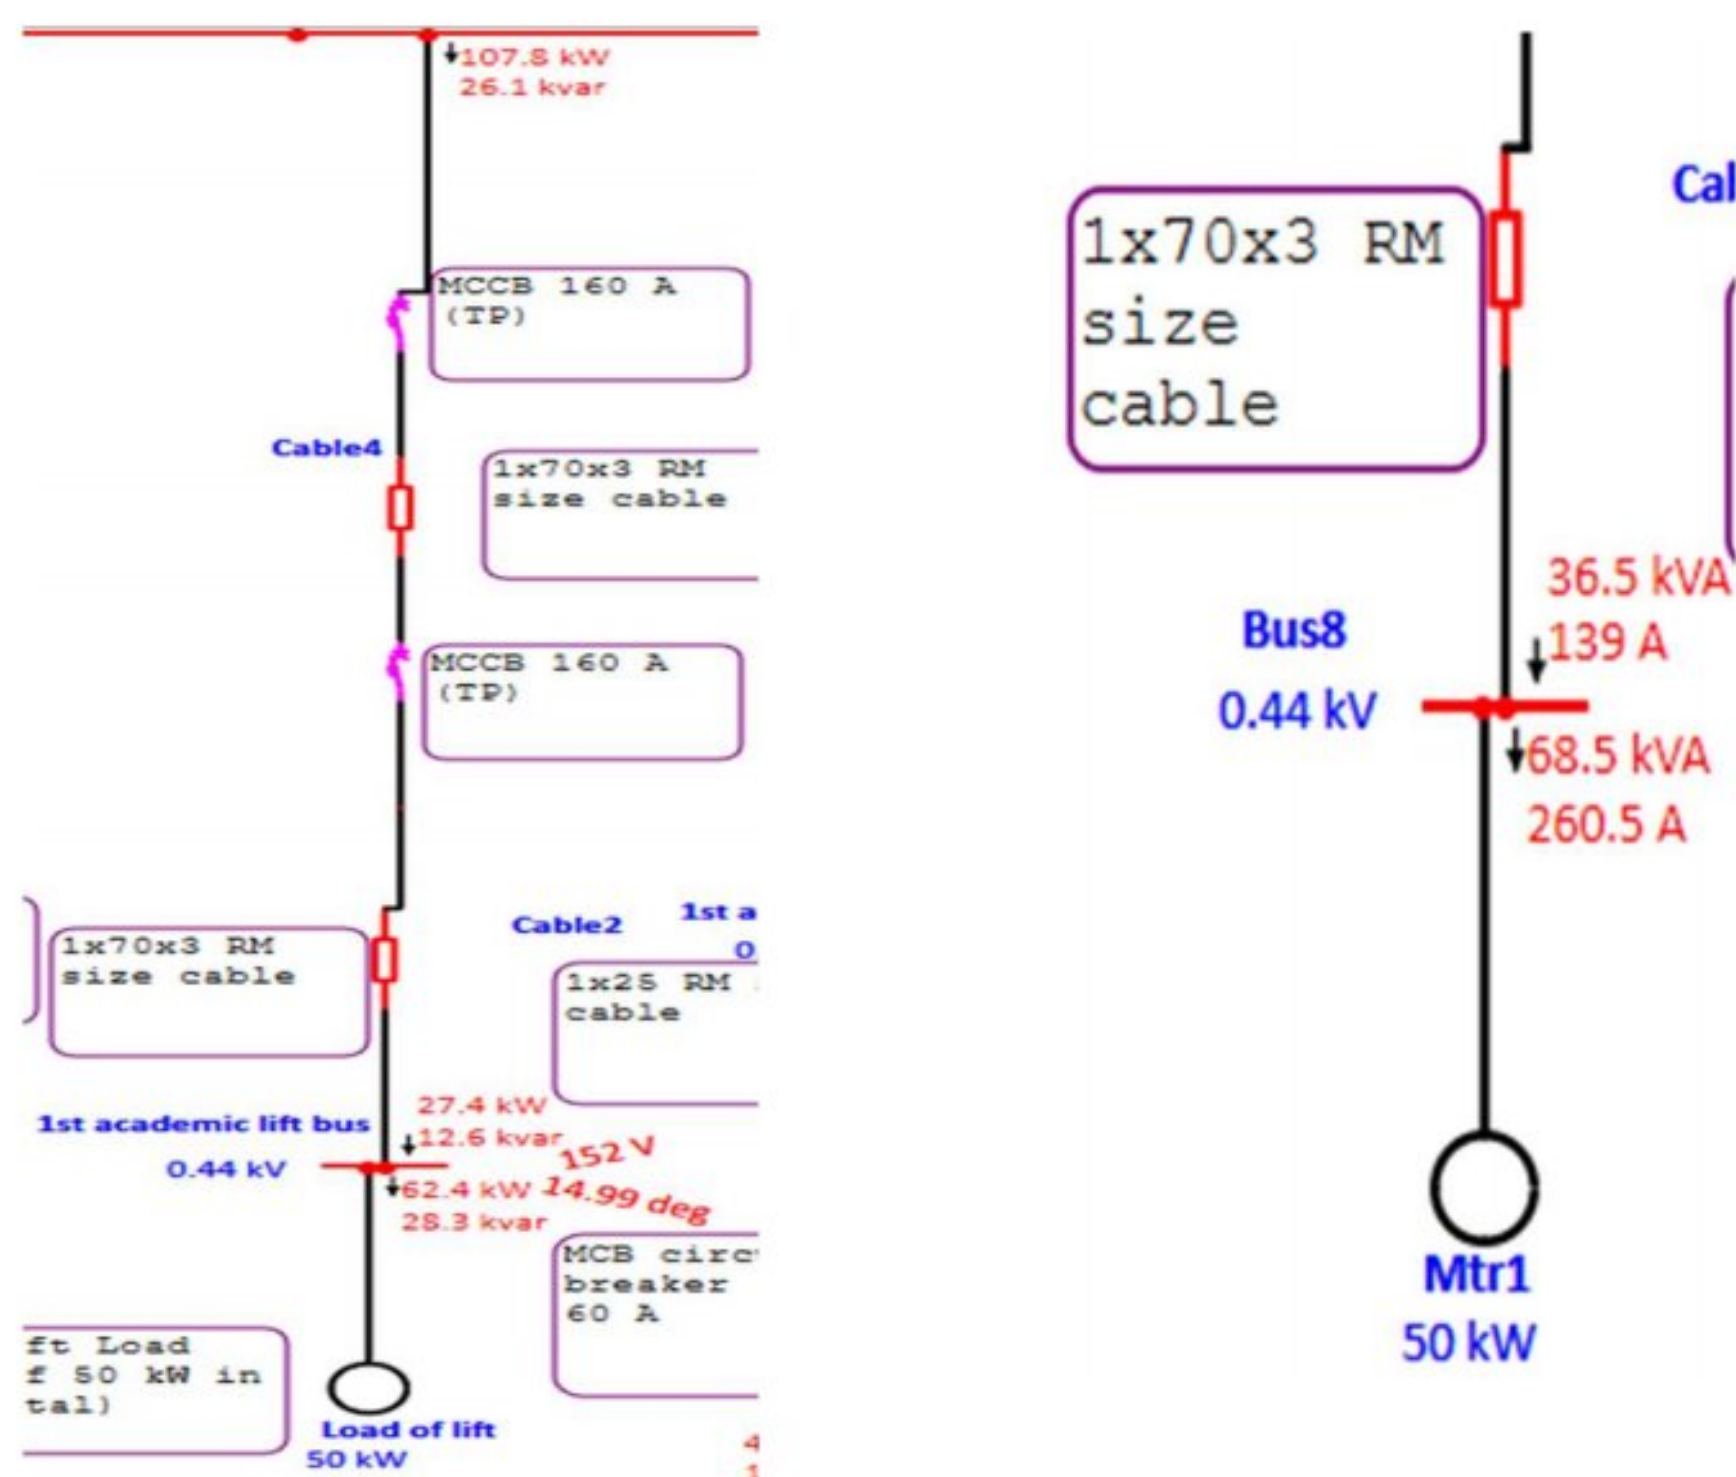 107.8 kW
26.1 kvar
MCCB 160 A
(TP)
Cable4
1x70x3 RM
size cable
MCCB 160 A
(TP)
1x70x3 RM
size cable
Cable2
1st a
0
1x25 RM
cable
1st academic lift bus
0.44 kV
27.4 kW
12.6 kvar
152 V
14.99 deg
62.4 kW
28.3 kvar
MCB circ
breaker
60 A
ft Load
f 50 kW in
tal)
Load of lift
50 kW
4
1x70x3 RM
size
cable
Cal
36.5 kVA
139 A
Bus8
0.44 kV
68.5 kVA
260.5 A
Mtr1
50 kW